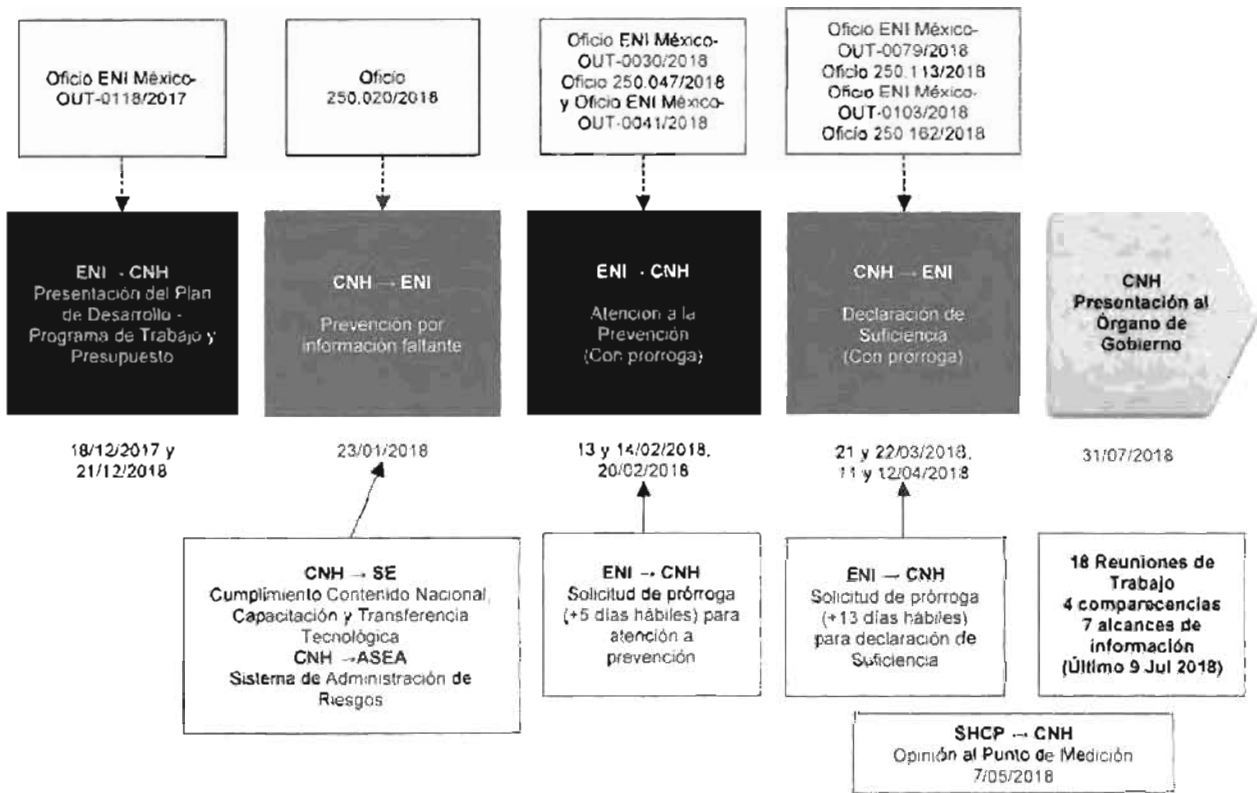 Oficio ENI México-
OUT-0118/2017
Oficio
250.020/2018
Oficio ENI México-
OUT-0030/2018
Oficio 250.047/2018
y Oficio ENI México-
OUT-0041/2018
Oficio ENI México-
OUT-0079/2018
Oficio 250.113/2018
Oficio ENI México-
OUT-0103/2018
Oficio 250.162/2018
ENI → CNH
Presentación del Plan
de Desarrollo -
Programa de Trabajo y
Presupuesto
CNH → ENI
Prevención por
información faltante
ENI → CNH
Atención a la
Prevención
(Con prorroga)
CNH → ENI
Declaración de
Suficiencia
(Con prórroga)
CNH
Presentación al
Órgano de
Gobierno
18/12/2017 y
21/12/2018
23/01/2018
13 y 14/02/2018,
20/02/2018
21 y 22/03/2018,
11 y 12/04/2018
31/07/2018
CNH → SE
Cumplimiento Contenido Nacional,
Capacitación y Transferencia
Tecnológica
CNH →ASEA
Sistema de Administración de
Riesgos
ENI → CNH
Solicitud de prórroga
(+5 días hábiles) para
atención a
prevención
ENI → CNH
Solicitud de prórroga
(+13 días hábiles)
para declaración de
Suficiencia
18 Reuniones de
Trabajo
4 comparecencias
7 alcances de
información
(Último 9 Jul 2018)
SHCP → CNH
Opinión al Punto de Medición
7/05/2018